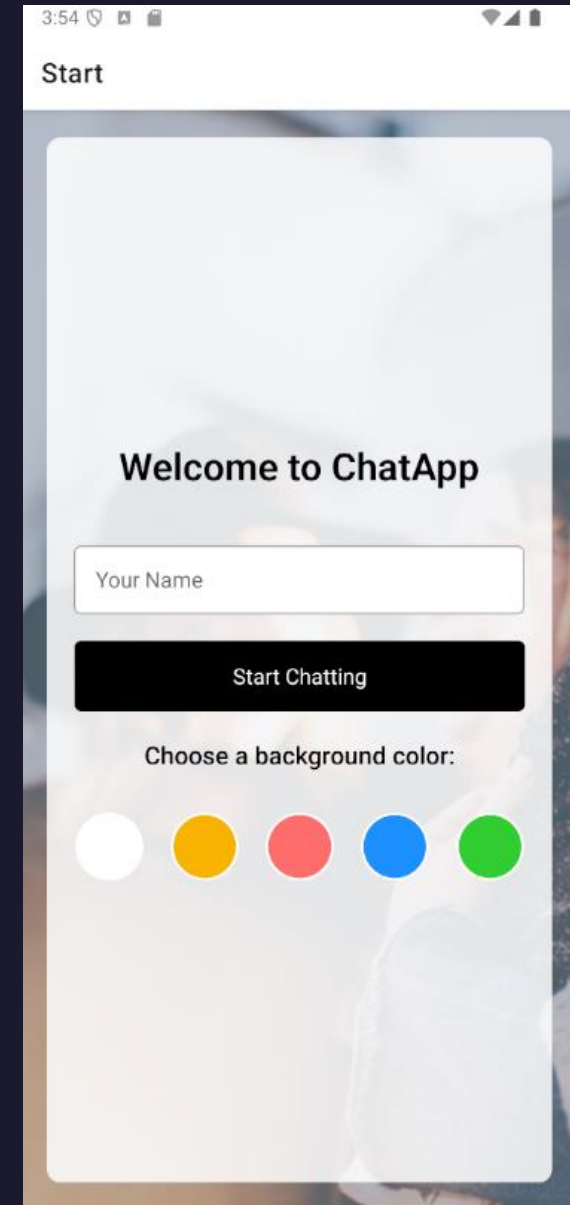 3:54
Start
Welcome to ChatApp
Your Name
Start Chatting
Choose a background color: